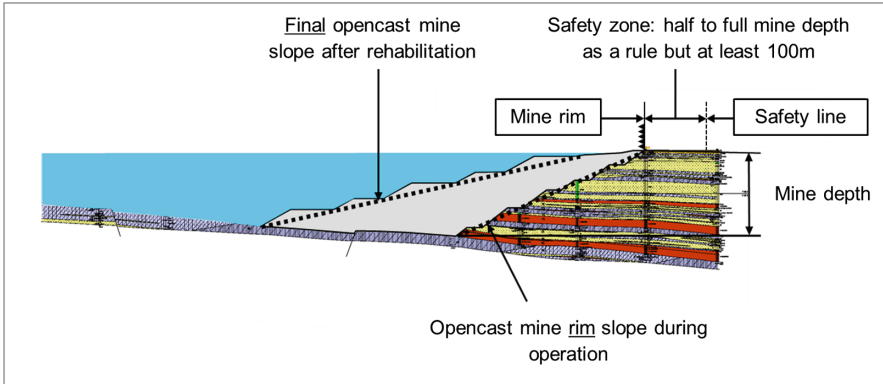 Final opencast mine
slope after rehabilitation
Safety zone: half to full mine depth
as a rule but at least 100m
Mine rim
Safety line
Mine depth
Opencast mine rim slope during
operation